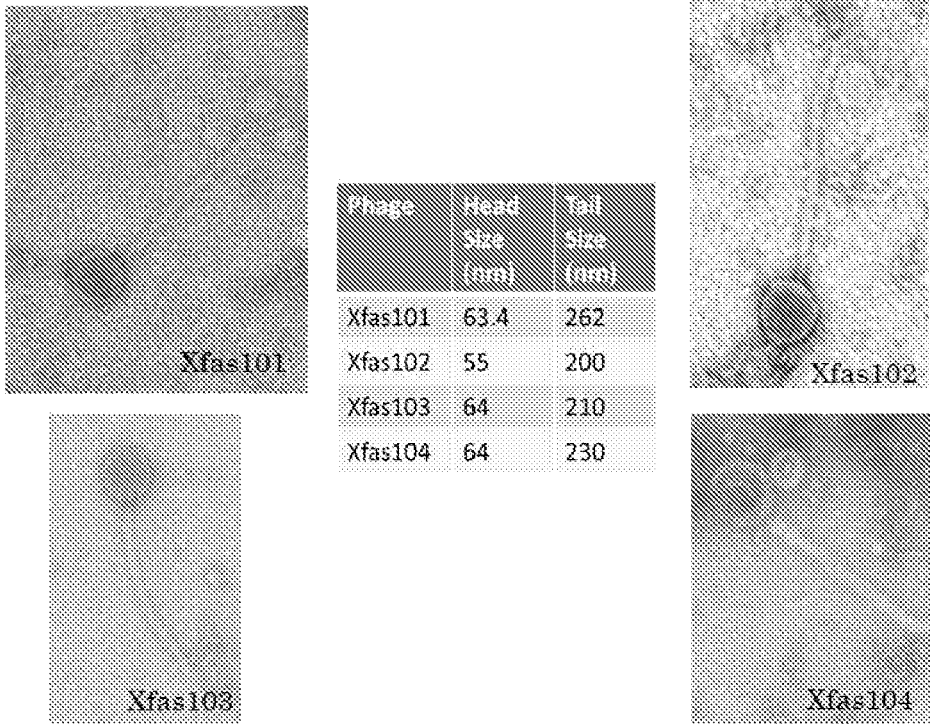 Xfas101
Xfas102
Phage Head Size (nm) Tail Size (nm)
Xfas101 63.4 262
Xfas102 55 200
Xfas103 64 210
Xfas104 64 230
Xfas103
Xfas104